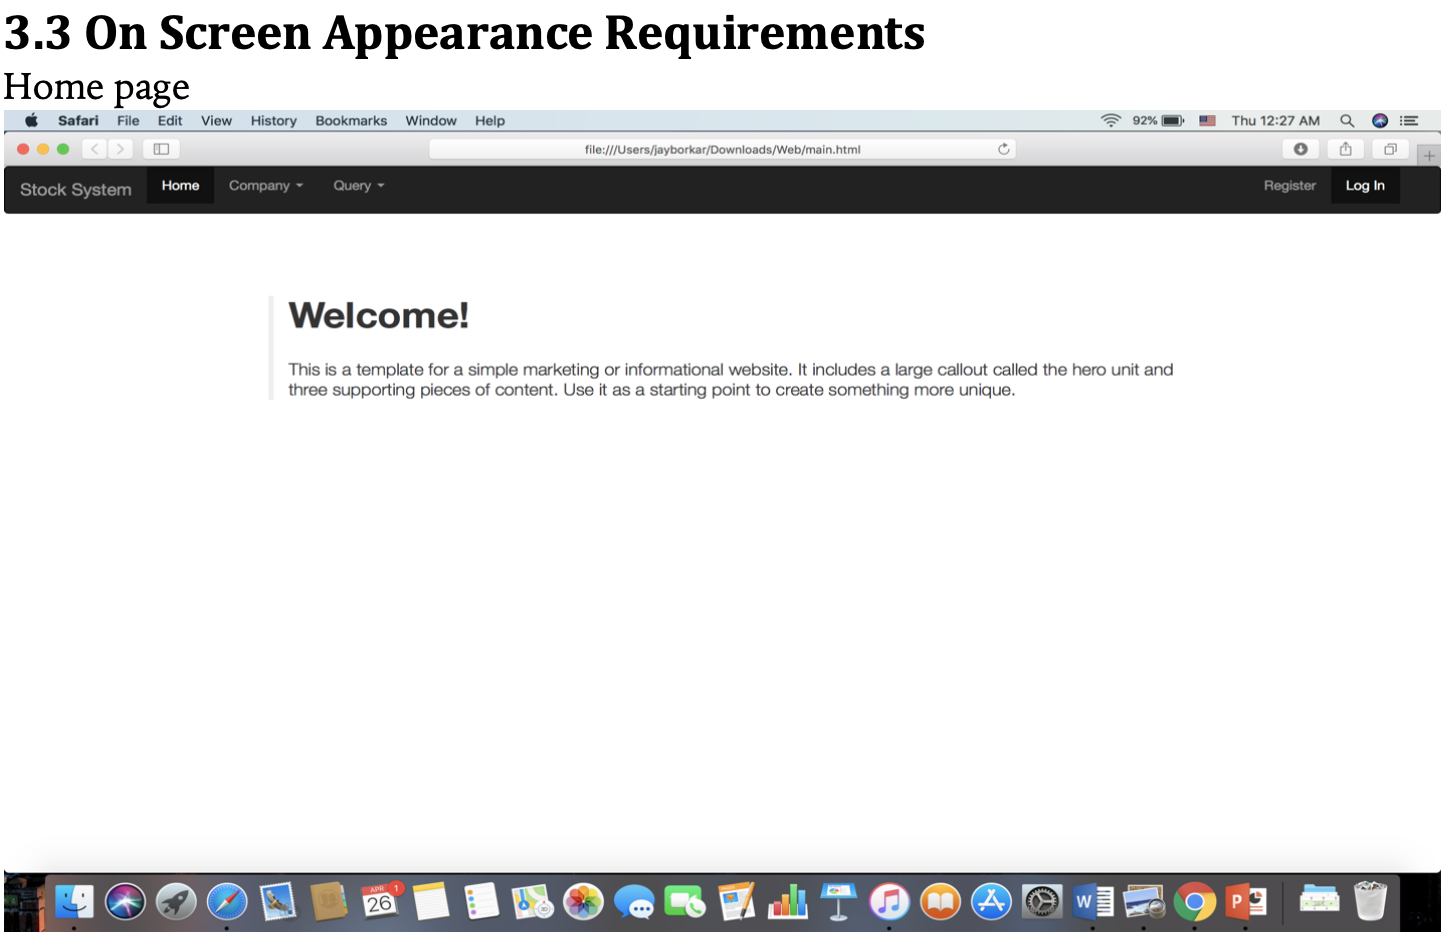 3.3 On Screen Appearance Requirements
Home page
Safari File Edit View History Bookmarks Window Help 92% Thu 12:27 AM
file:///Users/jayborkar/Downloads/Web/main.html
Stock System Home Company Query Register Log In
Welcome!
This is a template for a simple marketing or informational website. It includes a large callout called the hero unit and
three supporting pieces of content. Use it as a starting point to create something more unique.
APR 1
26
3D
W
P